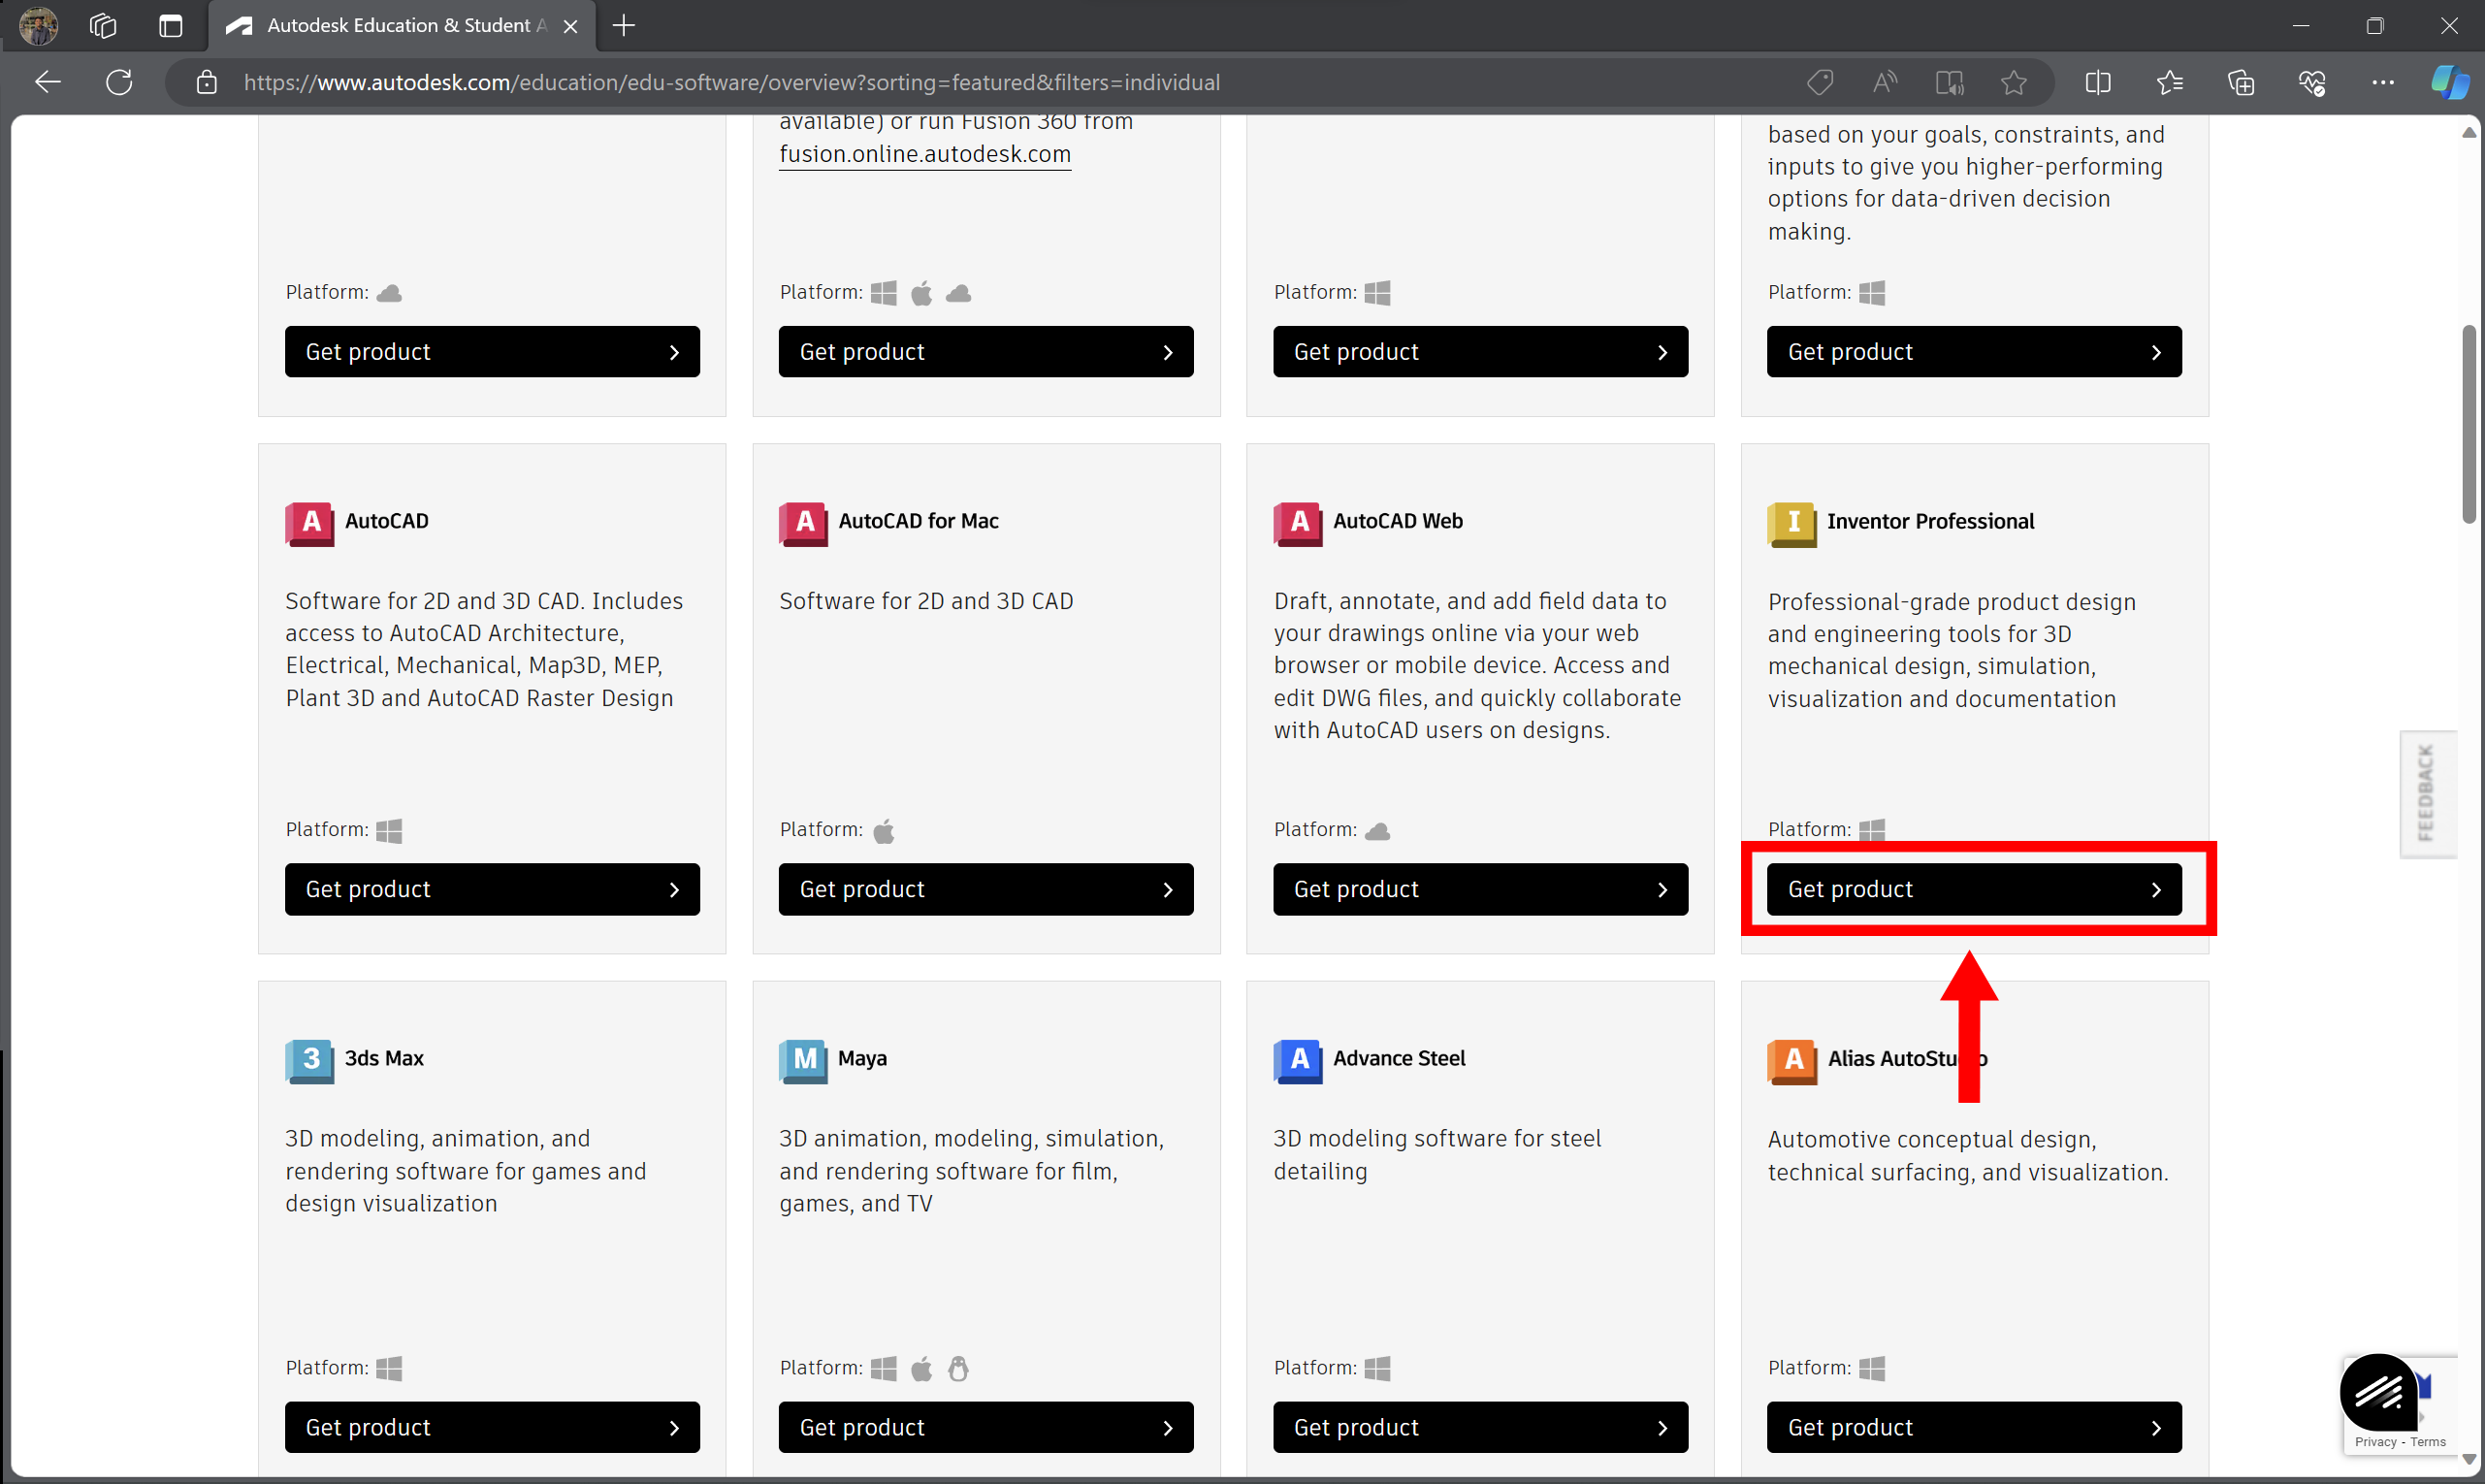 Autodesk Education & Student A
https://www.autodesk.com/education/edu-software/overview?sorting=featured&filters=individual
available) or run Fusion 360 from
fusion.online.autodesk.com
based on your goals, constraints, and
inputs to give you higher-performing
options for data-driven decision
making.
Platform:
Platform:
Platform:
Platform:
Get product
Get product
Get product
Get product
A AutoCAD
Software for 2D and 3D CAD. Includes
access to AutoCAD Architecture,
Electrical, Mechanical, Map3D, MEP,
Plant 3D and AutoCAD Raster Design
Platform:
Get product
A AutoCAD for Mac
Software for 2D and 3D CAD
Platform:
Get product
A AutoCAD Web
Draft, annotate, and add field data to
your drawings online via your web
browser or mobile device. Access and
edit DWG files, and quickly collaborate
with AutoCAD users on designs.
Platform:
Get product
I Inventor Professional
Professional-grade product design
and engineering tools for 3D
mechanical design, simulation,
visualization and documentation
Platform:
Get product
FEEDBACK
3 3ds Max
3D modeling, animation, and
rendering software for games and
design visualization
Platform:
Get product
M Maya
3D animation, modeling, simulation,
and rendering software for film,
games, and TV
Platform:
Get product
A Advance Steel
3D modeling software for steel
detailing
Platform:
Get product
A Alias AutoStudio
Automotive conceptual design,
technical surfacing, and visualization.
Platform:
Get product
Privacy - Terms